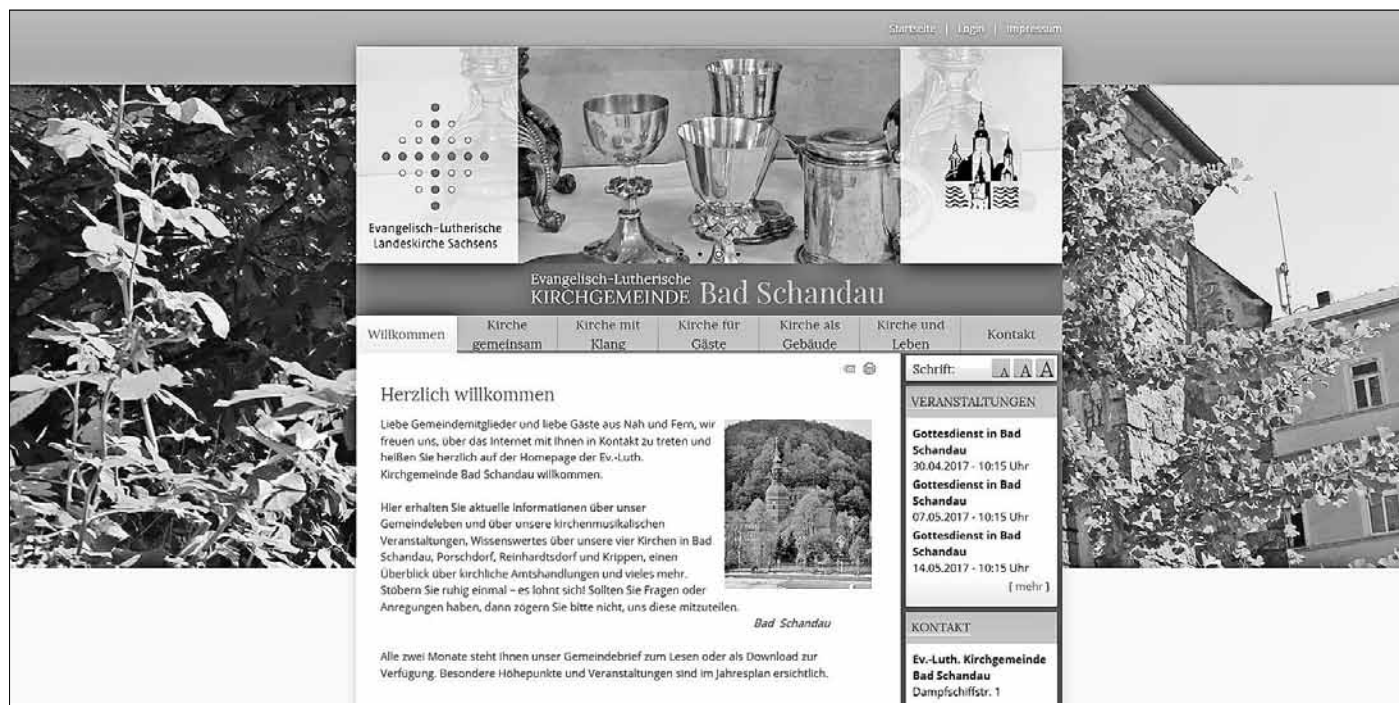 Startseite | Login | Impressum
Evangelisch-Lutherische
Landeskirche Sachsens
Evangelisch-Lutherische
KIRCHGEMEINDE Bad Schandau
Willkommen
Kirche
gemeinsam
Kirche mit
Klang
Kirche für
Gäste
Kirche als
Gebäude
Kirche und
Leben
Kontakt
Herzlich willkommen
Liebe Gemeindemitglieder und liebe Gäste aus Nah und Fern, wir
freuen uns, über das Internet mit Ihnen in Kontakt zu treten und
heißen Sie herzlich auf der Homepage der Ev.-Luth.
Kirchgemeinde Bad Schandau willkommen.
Hier erhalten Sie aktuelle Informationen über unser
Gemeindeleben und über unsere kirchenmusikalischen
Veranstaltungen, Wissenswertes über unsere vier Kirchen in Bad
Schandau, Porschdorf, Reinhardtsdorf und Krippen, einen
Überblick über kirchliche Amtshandlungen und vieles mehr.
Stöbern Sie ruhig einmal – es lohnt sich! Sollten Sie Fragen oder
Anregungen haben, dann zögern Sie bitte nicht, uns diese mitzuteilen.
Bad Schandau
Alle zwei Monate steht Ihnen unser Gemeindebrief zum Lesen oder als Download zur
Verfügung. Besondere Höhepunkte und Veranstaltungen sind im Jahresplan ersichtlich.
Schrift: A A A
VERANSTALTUNGEN
Gottesdienst in Bad
Schandau
30.04.2017 - 10:15 Uhr
Gottesdienst in Bad
Schandau
07.05.2017 - 10:15 Uhr
Gottesdienst in Bad
Schandau
14.05.2017 - 10:15 Uhr
[ mehr ]
KONTAKT
Ev.-Luth. Kirchgemeinde
Bad Schandau
Dampfschiffstr. 1